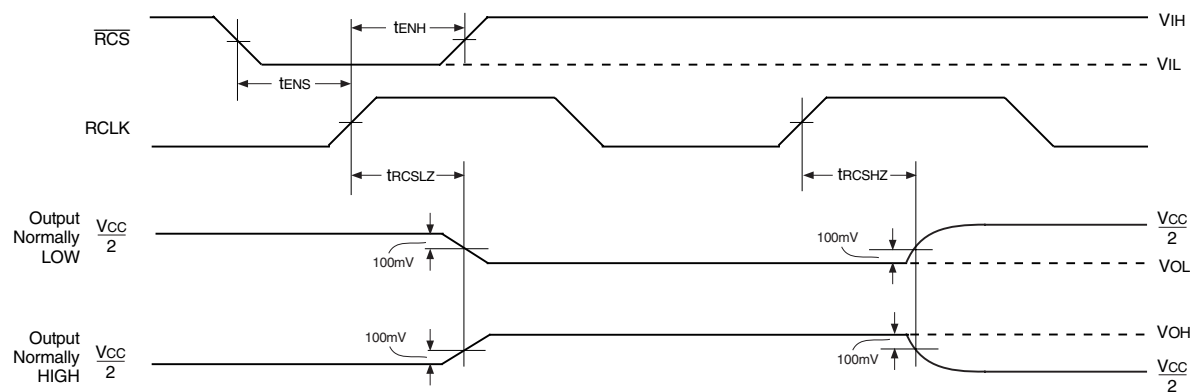 RCS
tENH
VIH
VIL
tENS
RCLK
tRCSLZ
tRCSHZ
Output
Normally
LOW
VCC
2
100mV
100mV
VCC
2
VOL
Output
Normally
HIGH
VCC
2
100mV
100mV
VOH
VCC
2